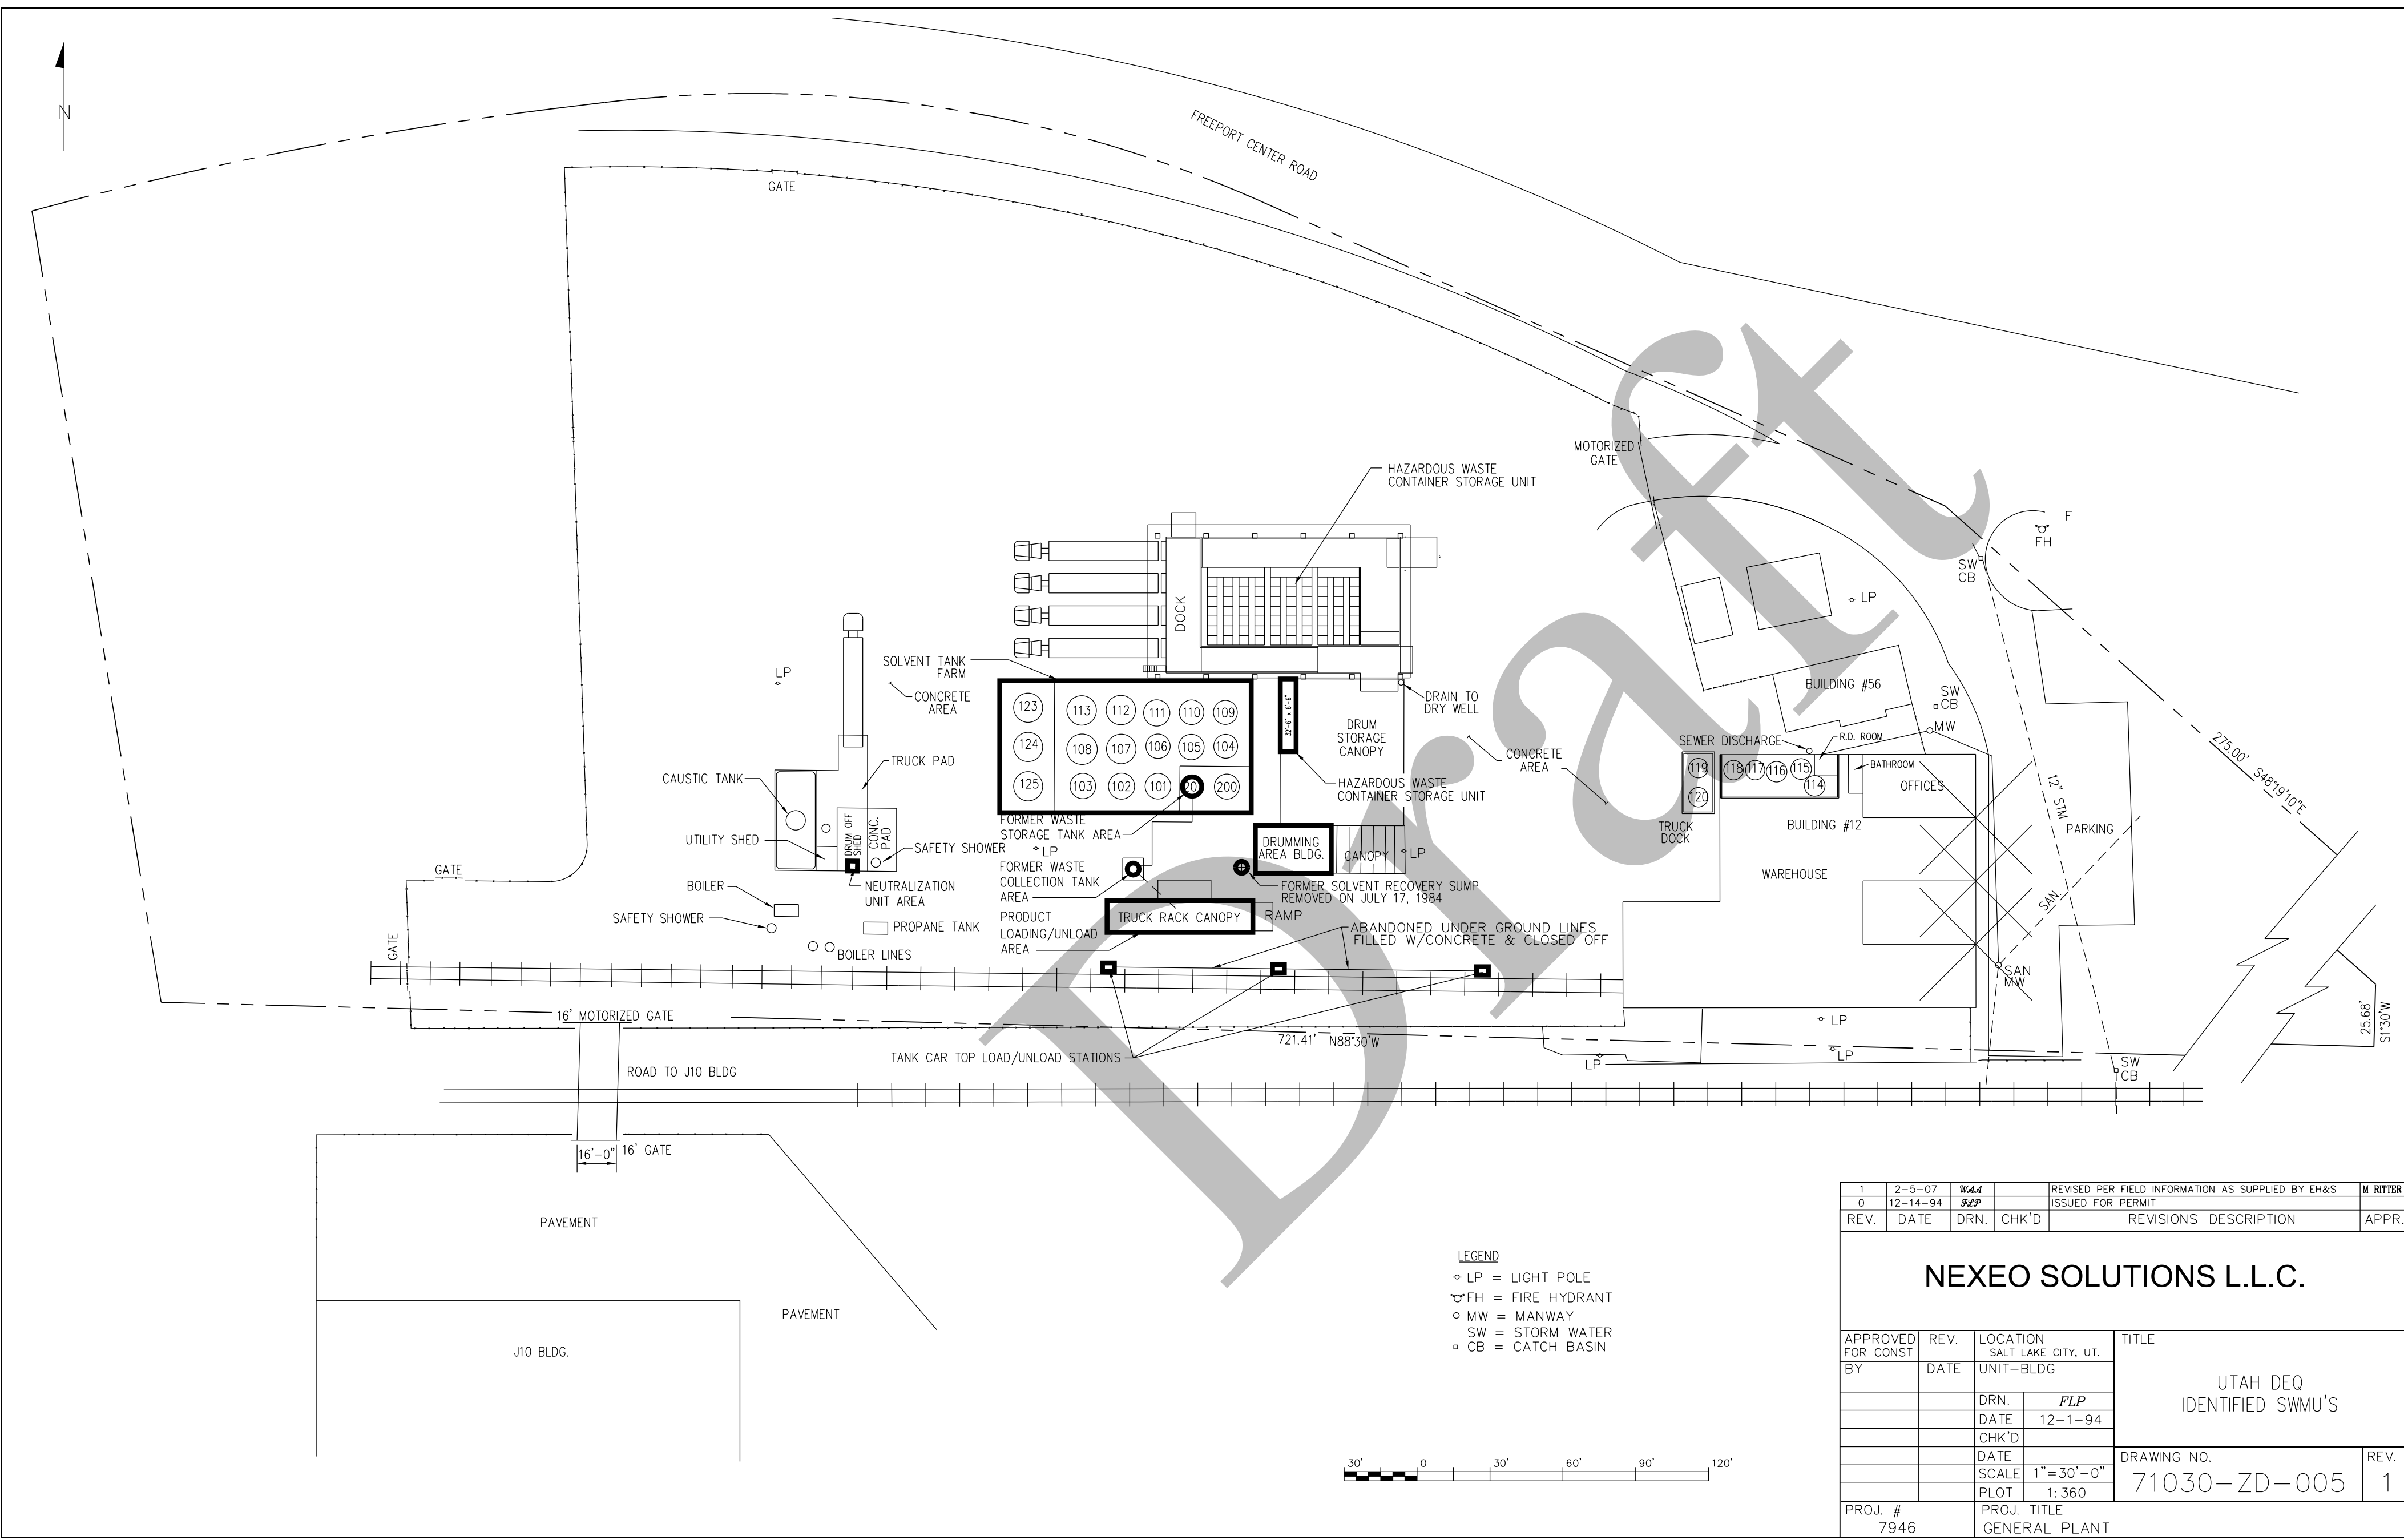 N
FREEPORT CENTER ROAD
GATE
MOTORIZED
GATE
HAZARDOUS WASTE
CONTAINER STORAGE UNIT
F
FH
SW
CB
LP
DOCK
LP
SOLVENT TANK
FARM
CONCRETE
AREA
123
113
112
111
110
109
124
108
107
106
105
104
125
103
102
101
200
32'-6" x 6'-6"
DRAIN TO
DRY WELL
DRUM
STORAGE
CANOPY
CONCRETE
AREA
HAZARDOUS WASTE
CONTAINER STORAGE UNIT
BUILDING #56
SW
CB
MW
SEWER DISCHARGE
R.D. ROOM
BATHROOM
OFFICES
119
118
117
116
115
114
120
TRUCK
DOCK
BUILDING #12
WAREHOUSE
12" STM
PARKING
SAN.
275.00' S48°19'10"E
TRUCK PAD
CAUSTIC TANK
UTILITY SHED
DRUM OFF
SHED
CONC.
PAD
SAFETY SHOWER
FORMER WASTE
STORAGE TANK AREA
LP
FORMER WASTE
COLLECTION TANK
AREA
DRUMMING
AREA BLDG.
CANOPY
LP
FORMER SOLVENT RECOVERY SUMP
REMOVED ON JULY 17, 1984
GATE
BOILER
NEUTRALIZATION
UNIT AREA
SAFETY SHOWER
PROPANE TANK
BOILER LINES
PRODUCT
LOADING/UNLOAD
AREA
TRUCK RACK CANOPY
RAMP
ABANDONED UNDER GROUND LINES
FILLED W/CONCRETE & CLOSED OFF
GATE
SAN
MW
25.68'
S1°30'W
16' MOTORIZED GATE
721.41' N88°30'W
LP
LP
LP
SW
CB
TANK CAR TOP LOAD/UNLOAD STATIONS
ROAD TO J10 BLDG
16'-0"
16' GATE
PAVEMENT
PAVEMENT
J10 BLDG.
Draft
LEGEND
LP = LIGHT POLE
FH = FIRE HYDRANT
MW = MANWAY
SW = STORM WATER
CB = CATCH BASIN
30' 0 30' 60' 90' 120'
1 2-5-07 W.A.A REVISED PER FIELD INFORMATION AS SUPPLIED BY EH&S M RITTER
0 12-14-94 FLP ISSUED FOR PERMIT
REV. DATE DRN. CHK'D REVISIONS DESCRIPTION APPR.
NEXEO SOLUTIONS L.L.C.
APPROVED
FOR CONST
REV.
LOCATION
SALT LAKE CITY, UT.
TITLE
UTAH DEQ
IDENTIFIED SWMU'S
BY
DATE
UNIT-BLDG
DRN. FLP
DATE 12-1-94
CHK'D
DATE
SCALE 1"=30'-0"
PLOT 1:360
DRAWING NO.
71030-ZD-005
REV.
1
PROJ. #
7946
PROJ. TITLE
GENERAL PLANT